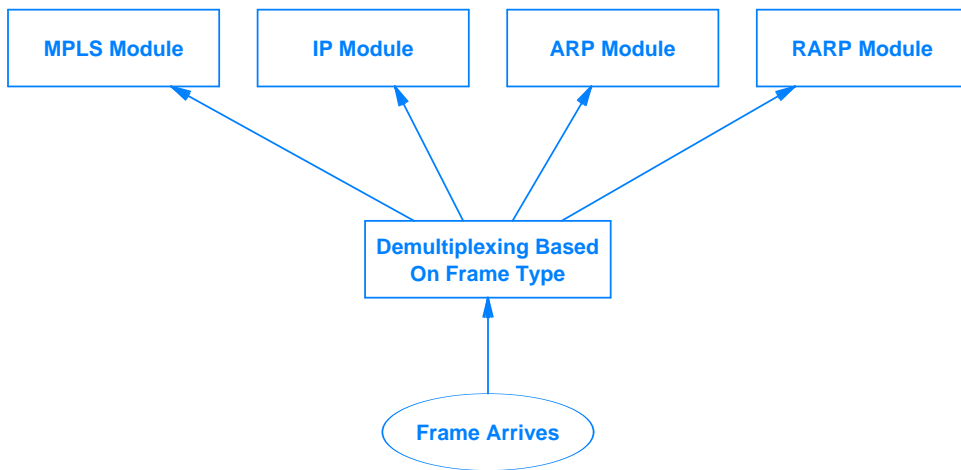 MPLS Module
IP Module
ARP Module
RARP Module
Demultiplexing Based
On Frame Type
Frame Arrives